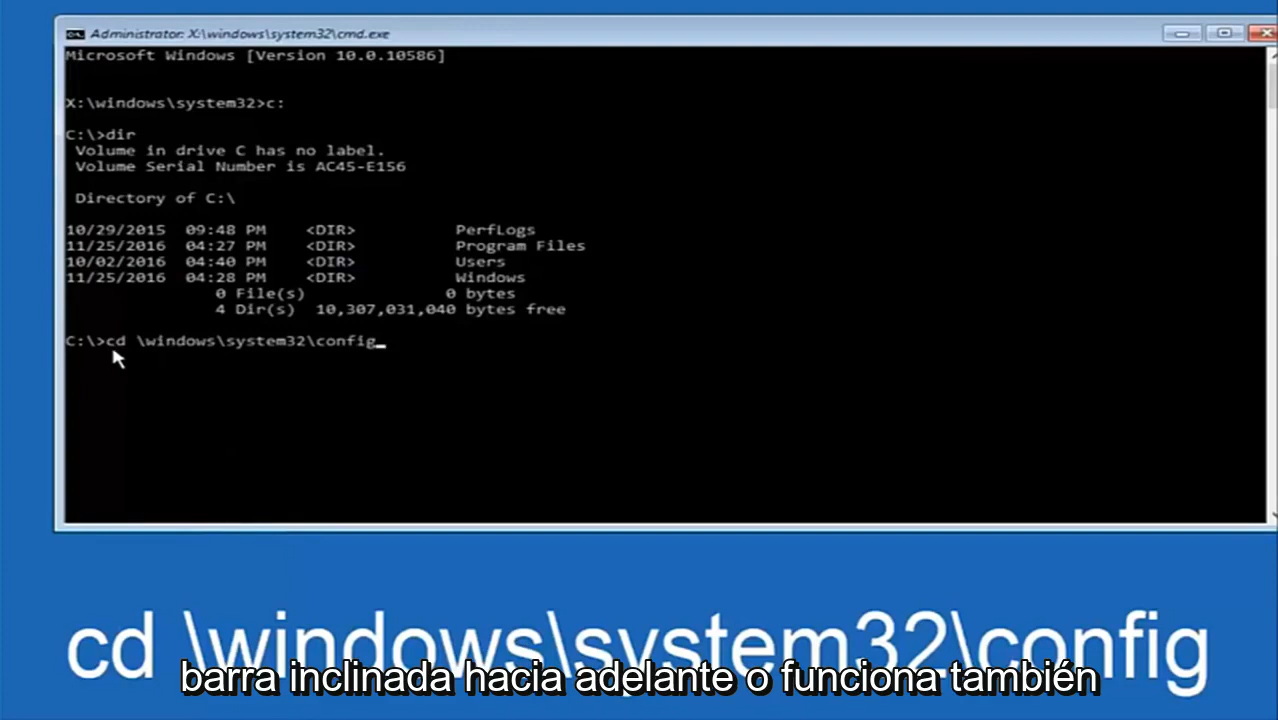 Administrator: X:\windows\system32\cmd.exe
Microsoft Windows [Version 10.0.10586]
X:\windows\system32>c:
C:\>dir
Volume in drive C has no label.
Volume Serial Number is AC45-E156
Directory of C:\
10/29/2015 09:48 PM <DIR> PerfLogs
11/25/2016 04:27 PM <DIR> Program Files
10/02/2016 04:40 PM <DIR> Users
11/25/2016 04:28 PM <DIR> Windows
0 File(s) 0 bytes
4 Dir(s) 10,307,031,040 bytes free
C:\>cd \windows\system32\config_
cd \windows\system32\config
barra inclinada hacia adelante o funciona también